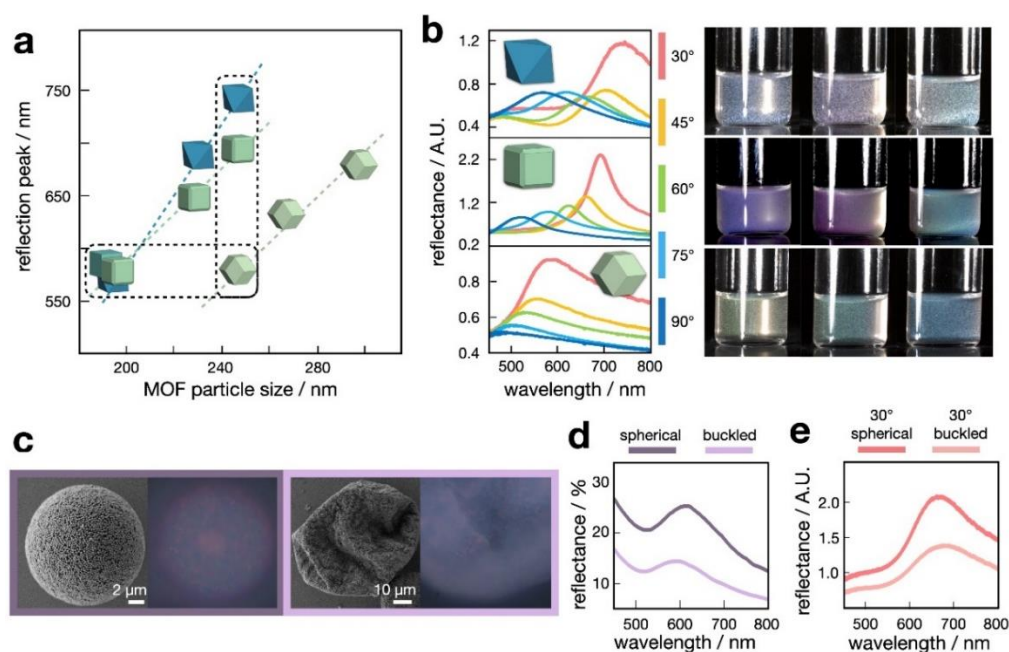 a
reflection peak / nm
750
650
550
200
240
280
MOF particle size / nm
b
reflectance / A.U.
1.2
0.4
2.2
1.2
0.2
0.8
0.6
0.4
500
600
700
800
wavelength / nm
30°
45°
60°
75°
90°
c
2 μm
10 μm
d
spherical
buckled
reflectance / %
30
20
10
500
600
700
800
wavelength / nm
e
30°
spherical
30°
buckled
reflectance / A.U.
2.0
1.5
1.0
500
600
700
800
wavelength / nm